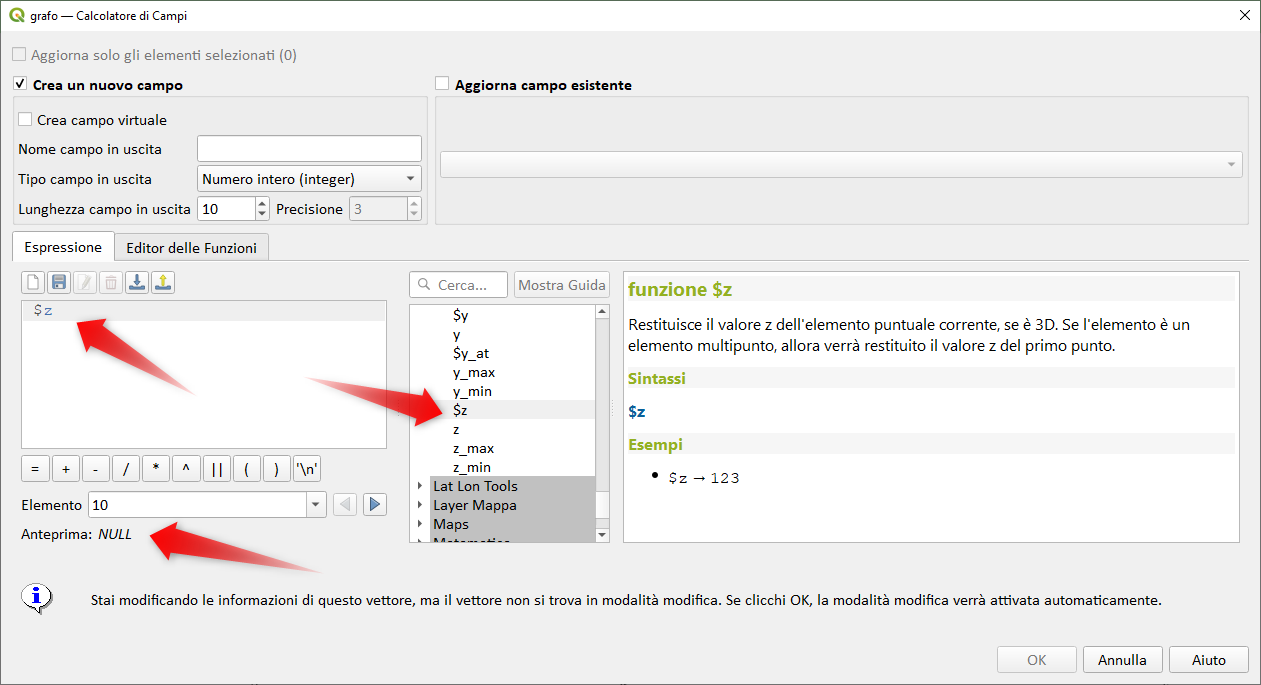 grafo — Calcolatore di Campi
Aggiorna solo gli elementi selezionati (0)
Crea un nuovo campo
Aggiorna campo esistente
Crea campo virtuale
Nome campo in uscita
Tipo campo in uscita Numero intero (integer)
Lunghezza campo in uscita 10 Precisione 3
Espressione Editor delle Funzioni
Cerca... Mostra Guida
$z
= + - / * ^ || ( ) '\n'
Elemento 10
Anteprima: NULL
$y
y
$y_at
y_max
y_min
$z
z
z_max
z_min
Lat Lon Tools
Layer Mappa
Maps
Matematica
funzione $z
Restituisce il valore z dell'elemento puntuale corrente, se è 3D. Se l'elemento è un
elemento multipunto, allora verrà restituito il valore z del primo punto.
Sintassi
$z
Esempi
• $z → 123
Stai modificando le informazioni di questo vettore, ma il vettore non si trova in modalità modifica. Se clicchi OK, la modalità modifica verrà attivata automaticamente.
OK Annulla Aiuto